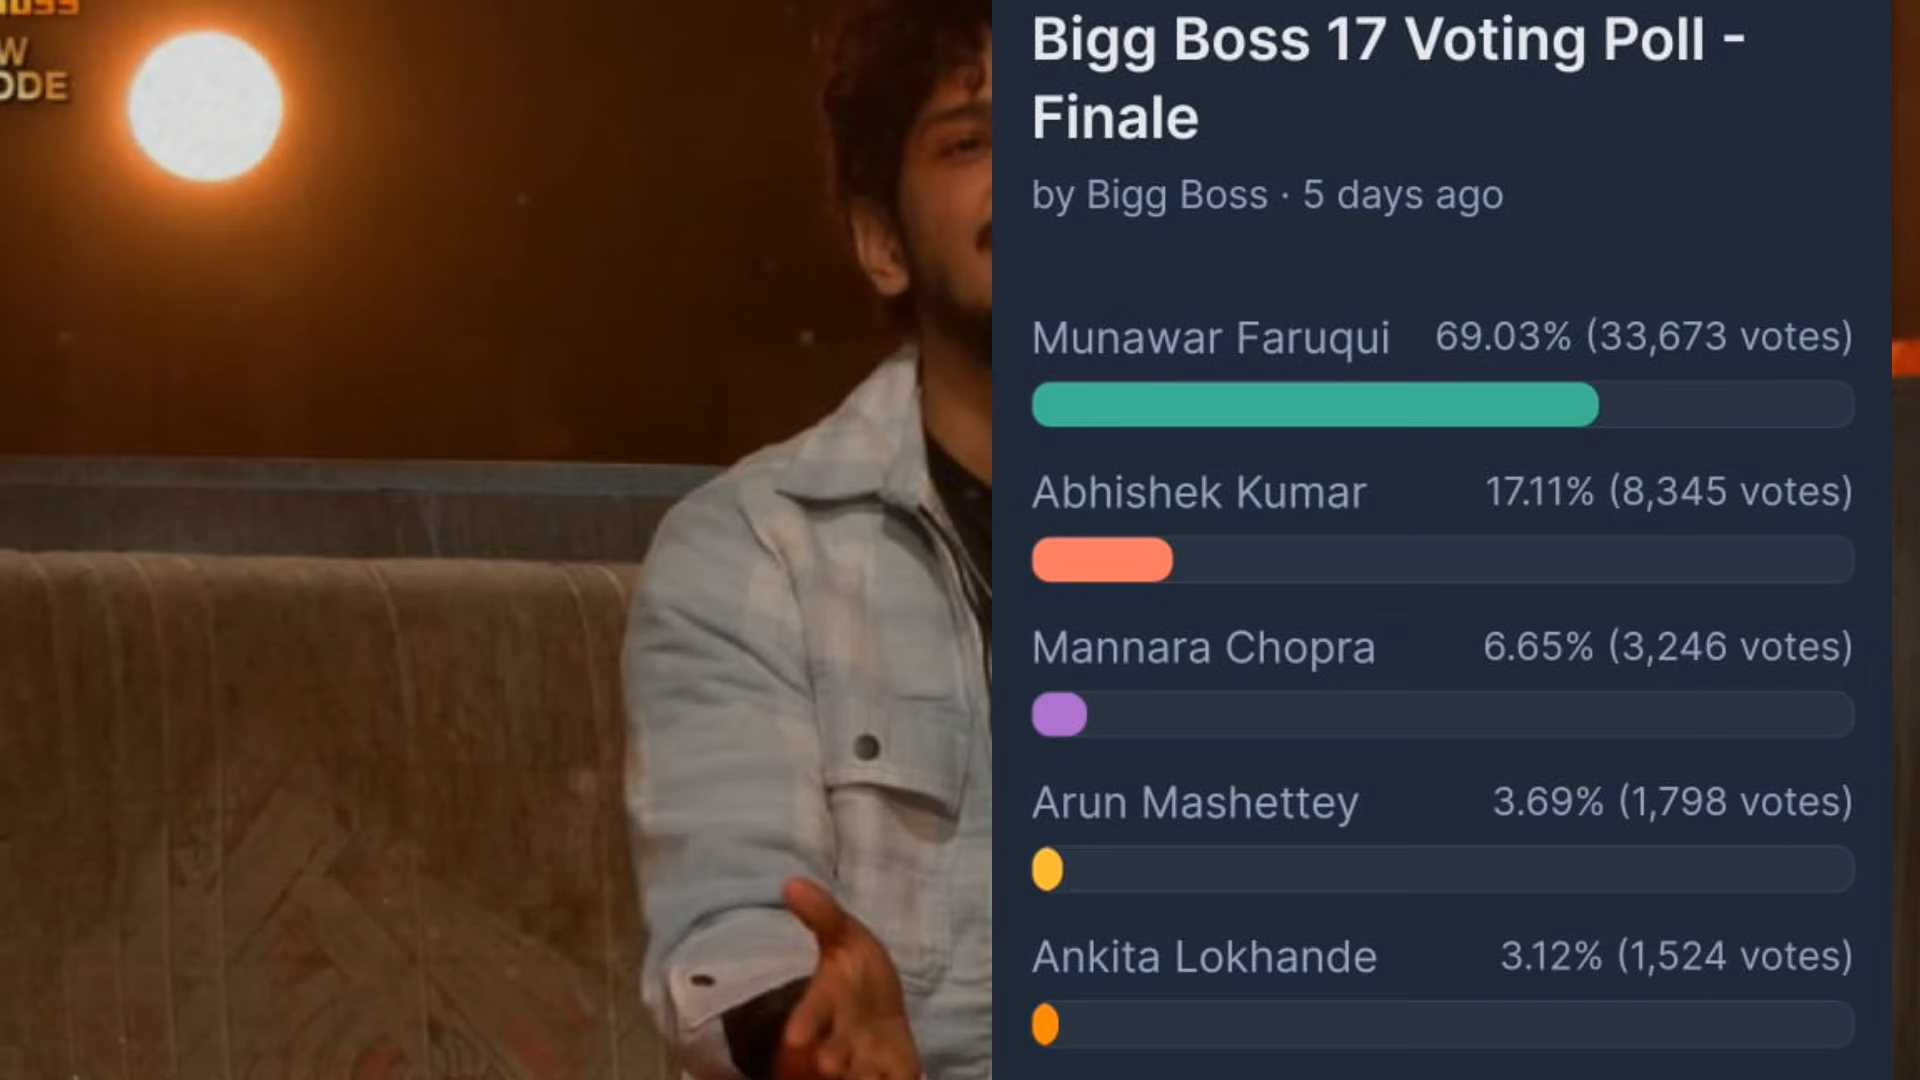 Bigg Boss 17 Voting Poll -
Finale
by Bigg Boss · 5 days ago
Munawar Faruqui 69.03% (33,673 votes)
Abhishek Kumar 17.11% (8,345 votes)
Mannara Chopra 6.65% (3,246 votes)
Arun Mashettey 3.69% (1,798 votes)
Ankita Lokhande 3.12% (1,524 votes)